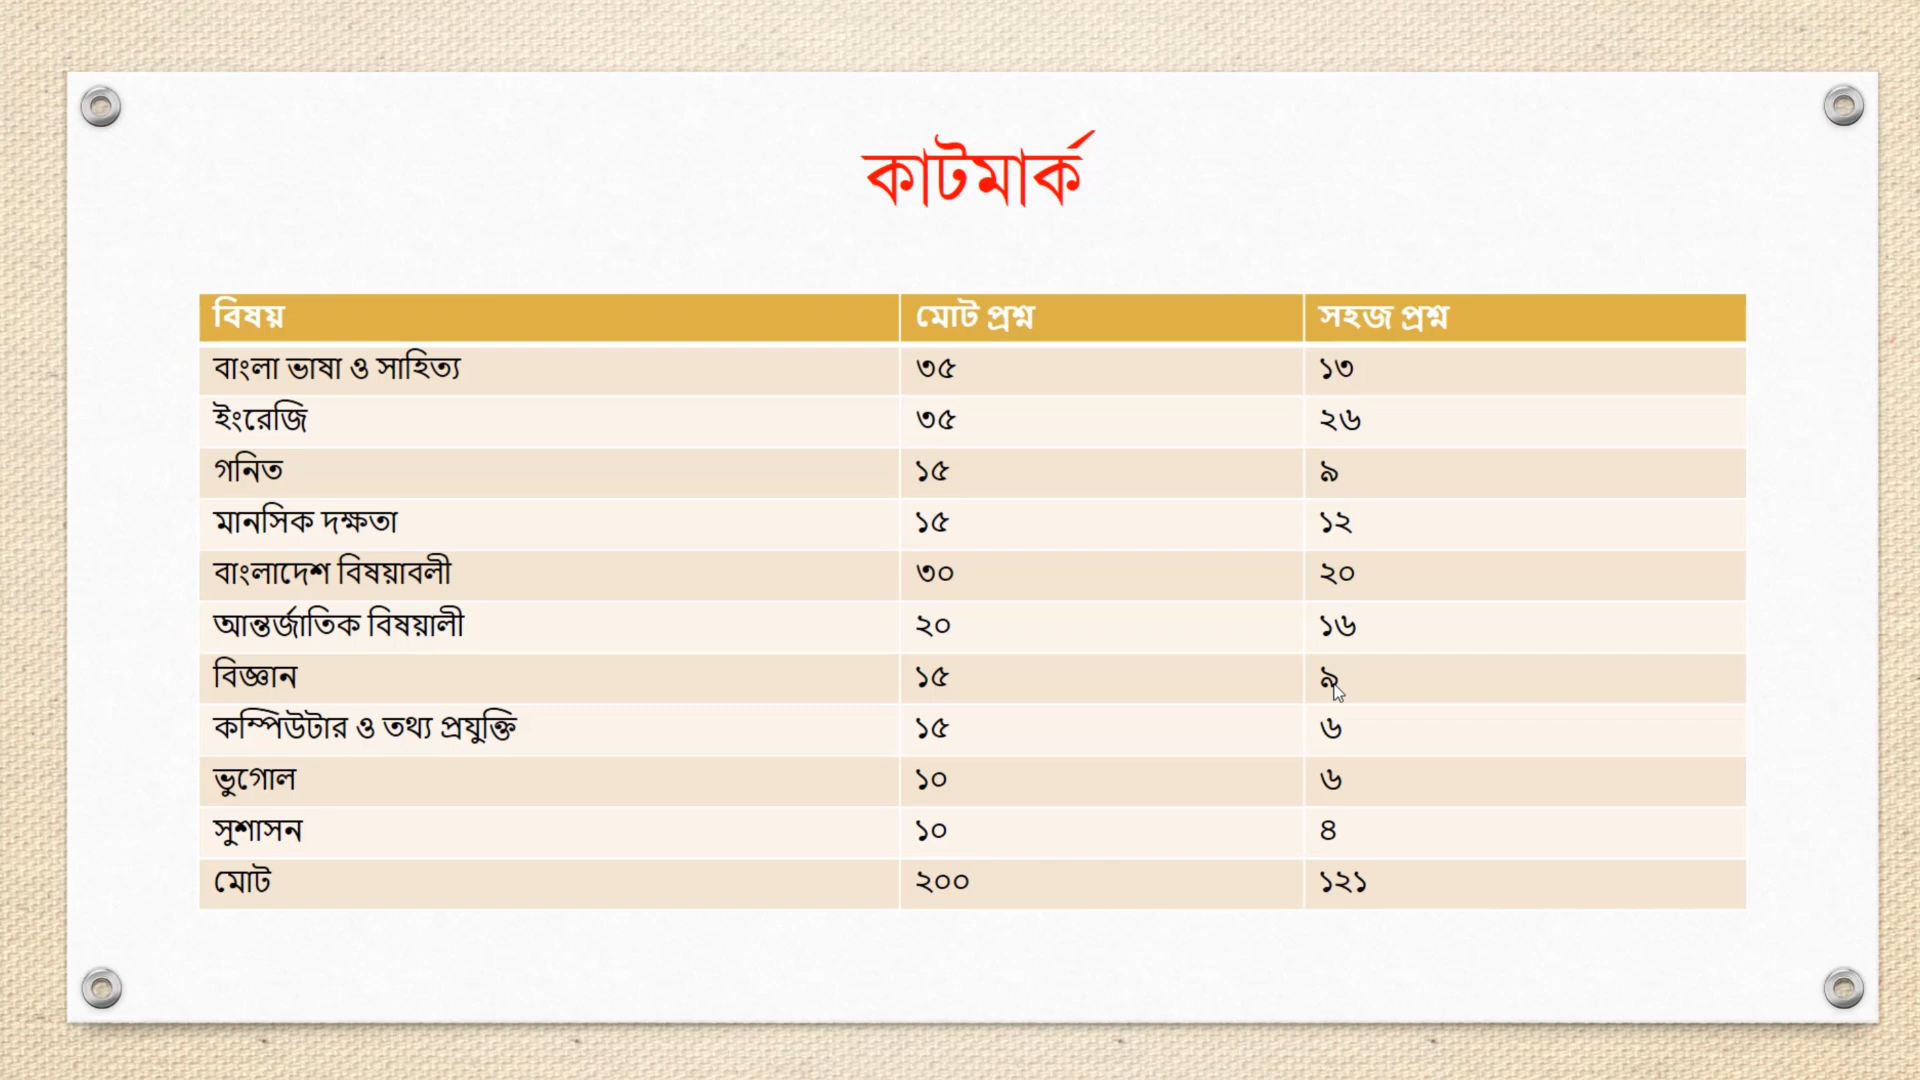 কাটমার্ক
বিষয় মোট প্রশ্ন সহজ প্রশ্ন
বাংলা ভাষা ও সাহিত্য ৩৫ ১৩
ইংরেজি ৩৫ ২৬
গনিত ১৫ ৯
মানসিক দক্ষতা ১৫ ১২
বাংলাদেশ বিষয়াবলী ৩০ ২০
আন্তর্জাতিক বিষয়ালী ২০ ১৬
বিজ্ঞান ১৫ ৯
কম্পিউটার ও তথ্য প্রযুক্তি ১৫ ৬
ভুগোল ১০ ৬
সুশাসন ১০ ৪
মোট ২০০ ১২১